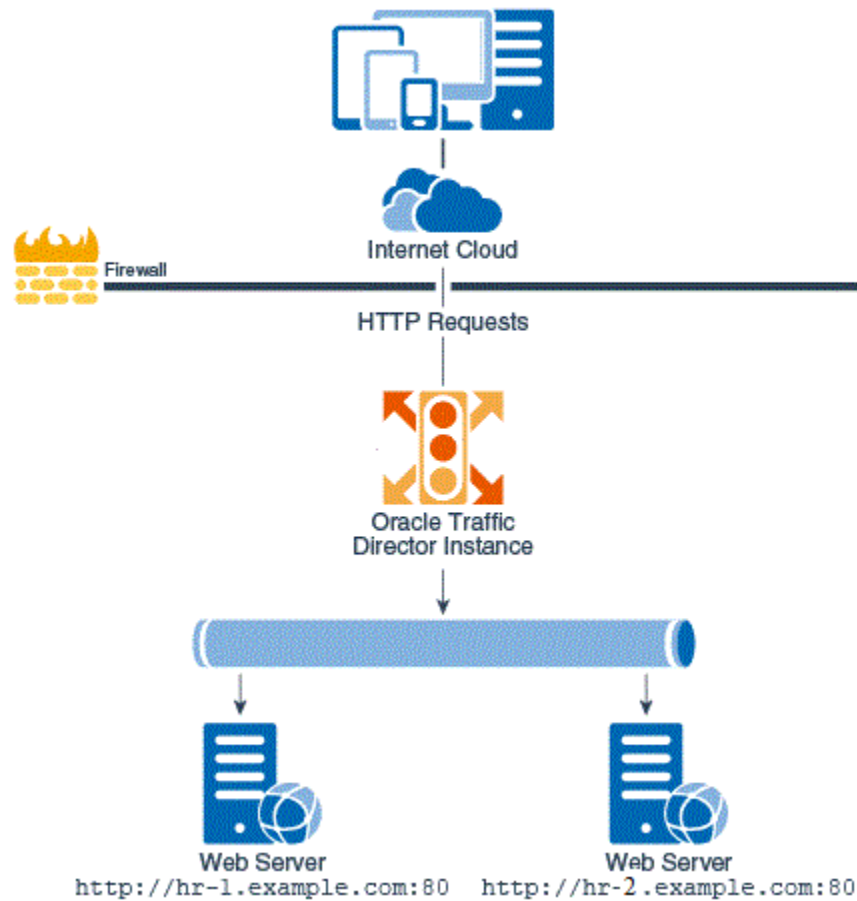 Internet Cloud
Firewall
HTTP Requests
Oracle Traffic
Director Instance
Web Server
http://hr-1.example.com:80
Web Server
http://hr-2.example.com:80